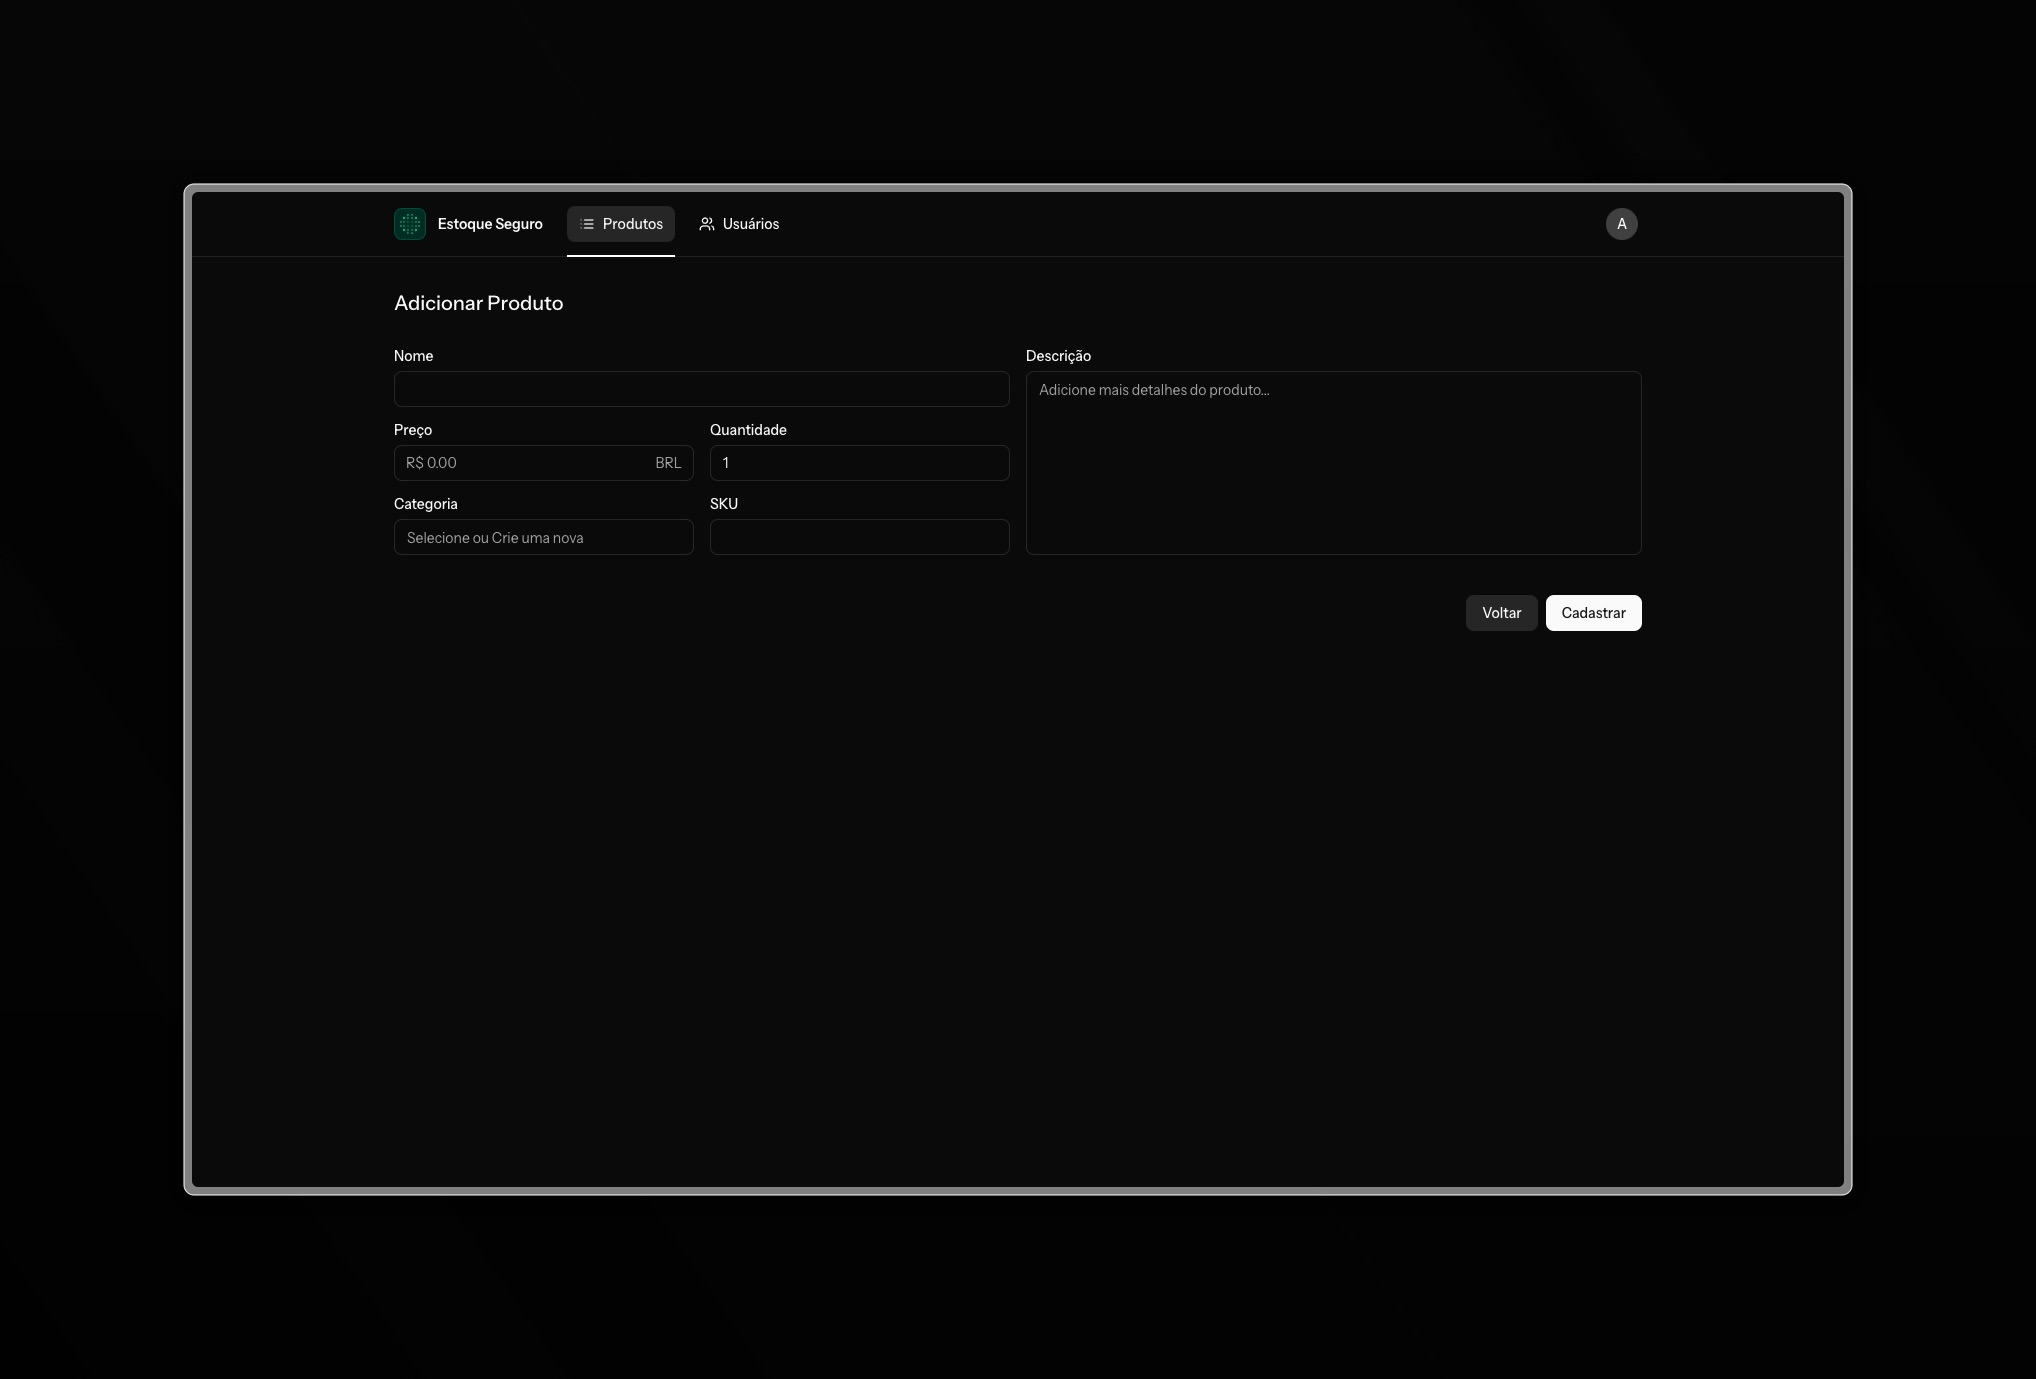 Estoque Seguro
Produtos
Usuários
A
Adicionar Produto
Nome
Descrição
Adicione mais detalhes do produto...
Preço
Quantidade
R$ 0.00 BRL
1
Categoria
SKU
Selecione ou Crie uma nova
Voltar
Cadastrar